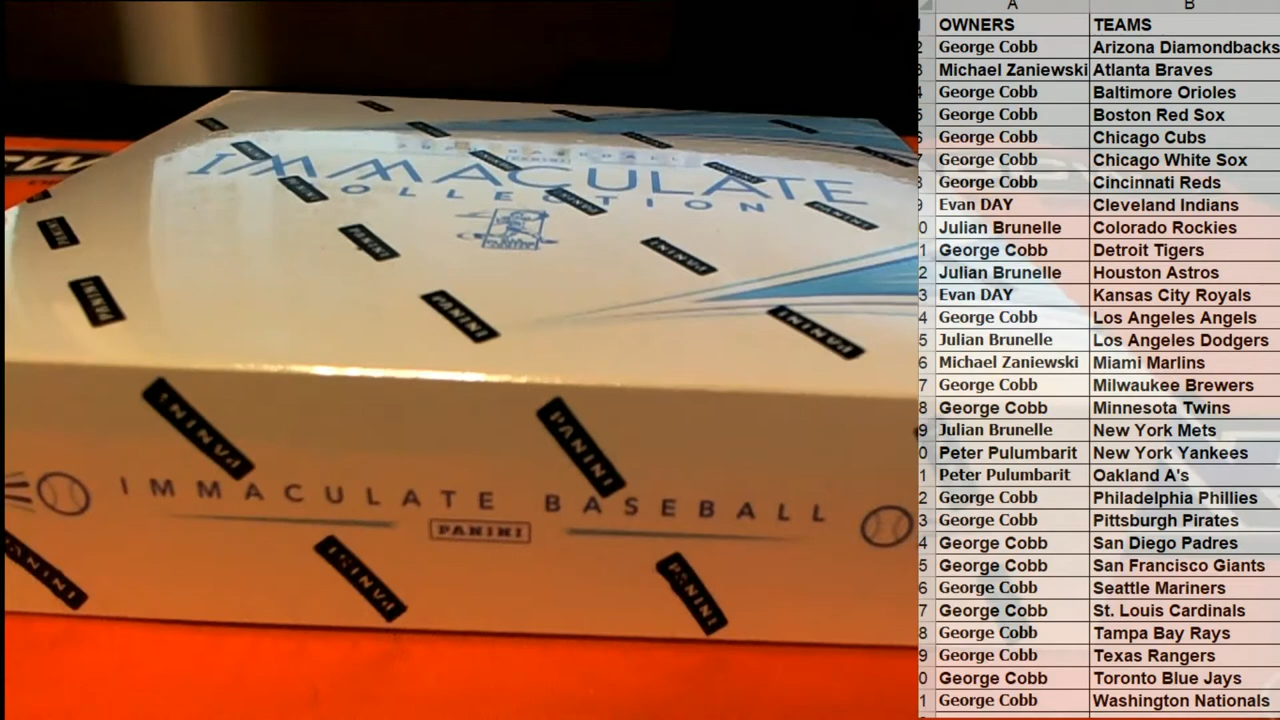 IMMACULATE
COLLECTION
PANINI
IMMACULATE BASEBALL
PANINI
A B
OWNERS TEAMS
George Cobb Arizona Diamondbacks
Michael Zaniewski Atlanta Braves
George Cobb Baltimore Orioles
George Cobb Boston Red Sox
George Cobb Chicago Cubs
George Cobb Chicago White Sox
George Cobb Cincinnati Reds
Evan DAY Cleveland Indians
Julian Brunelle Colorado Rockies
George Cobb Detroit Tigers
Julian Brunelle Houston Astros
Evan DAY Kansas City Royals
George Cobb Los Angeles Angels
Julian Brunelle Los Angeles Dodgers
Michael Zaniewski Miami Marlins
George Cobb Milwaukee Brewers
George Cobb Minnesota Twins
Julian Brunelle New York Mets
Peter Pulumbarit New York Yankees
Peter Pulumbarit Oakland A's
George Cobb Philadelphia Phillies
George Cobb Pittsburgh Pirates
George Cobb San Diego Padres
George Cobb San Francisco Giants
George Cobb Seattle Mariners
George Cobb St. Louis Cardinals
George Cobb Tampa Bay Rays
George Cobb Texas Rangers
George Cobb Toronto Blue Jays
George Cobb Washington Nationals